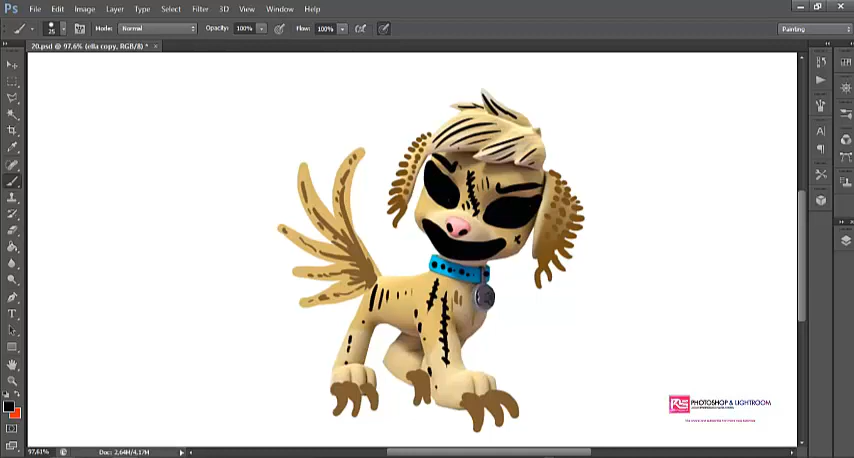 Ps File Edit Image Layer Type Select Filter 3D View Window Help
25 Mode: Normal Opacity: 100% Flow: 100% Painting
20.psd @ 97,6% (ella copy, RGB/8) * ×
PHOTOSHOP & LIGHTROOM
97,61% Doc: 2,64M/4,17M